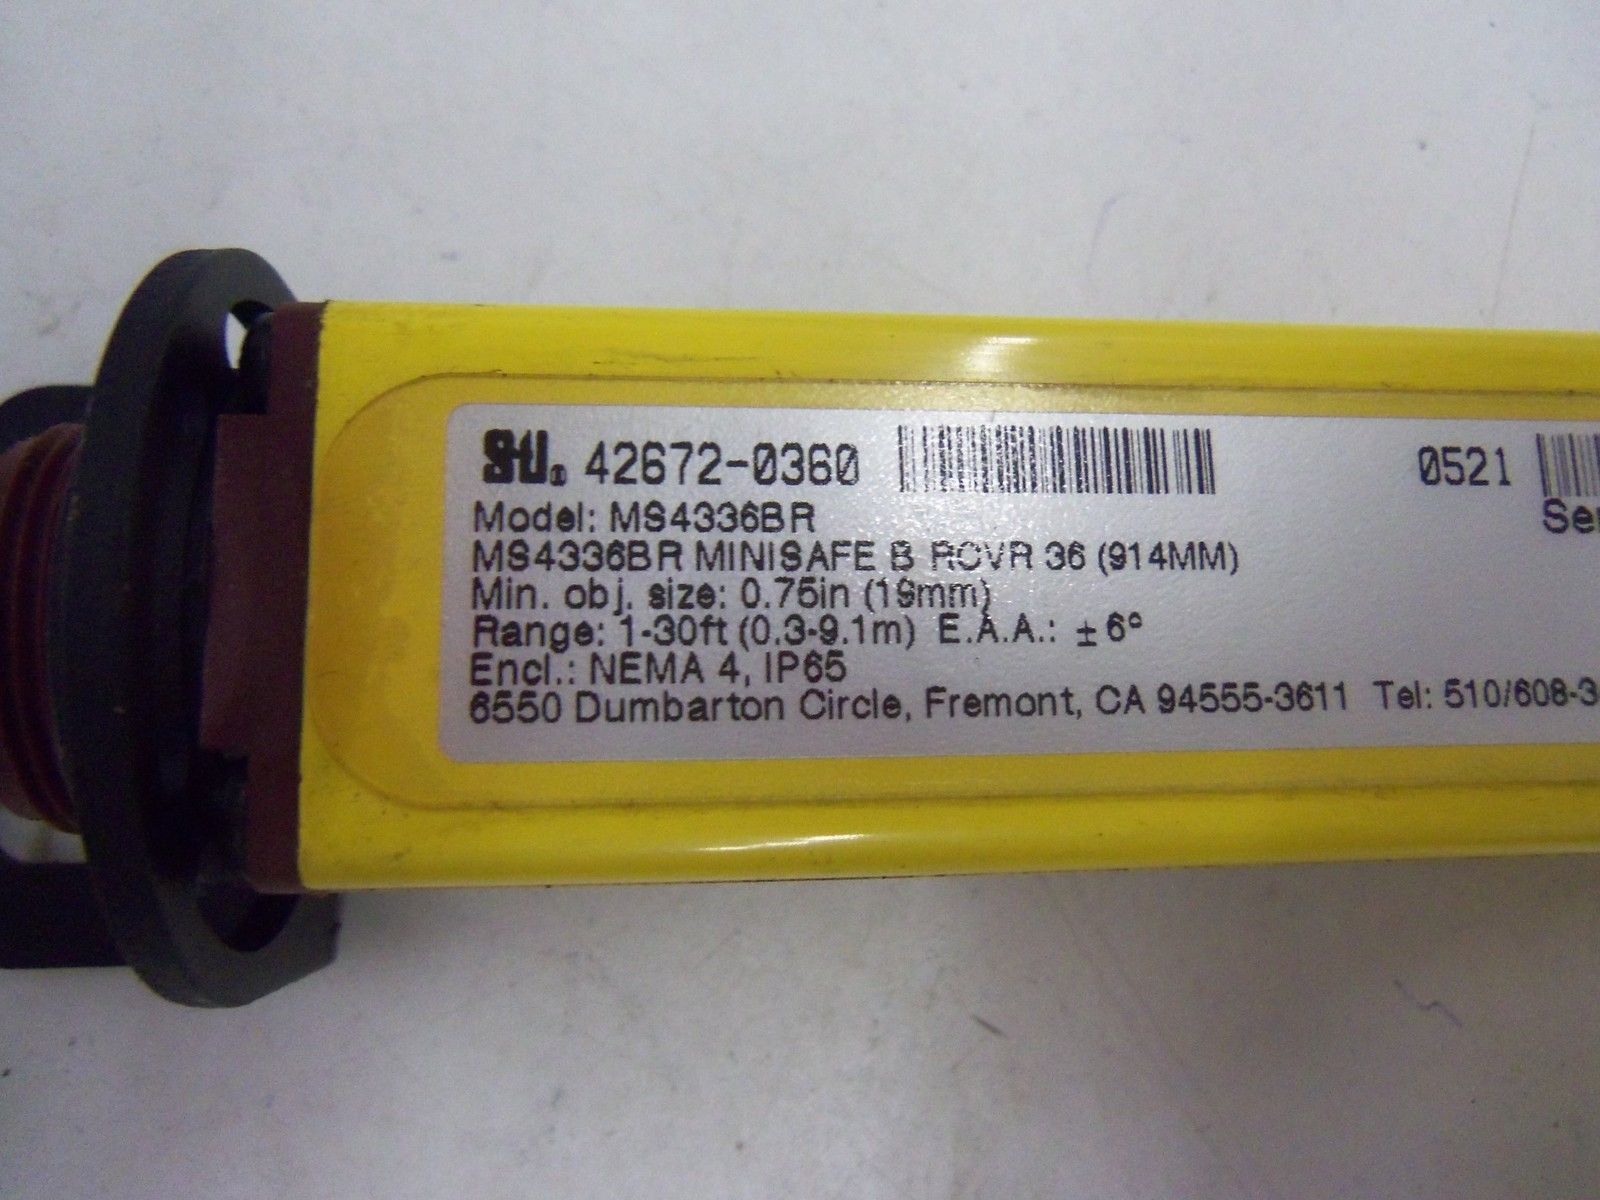 STI® 42672-0360 0521
Model: MS4336BR
MS4336BR MINISAFE B RCVR 36 (914MM)
Min. obj. size: 0.75in (19mm)
Range: 1-30ft (0.3-9.1m) E.A.A.: ± 6°
Encl.: NEMA 4, IP65
6550 Dumbarton Circle, Fremont, CA 94555-3611 Tel: 510/608-3